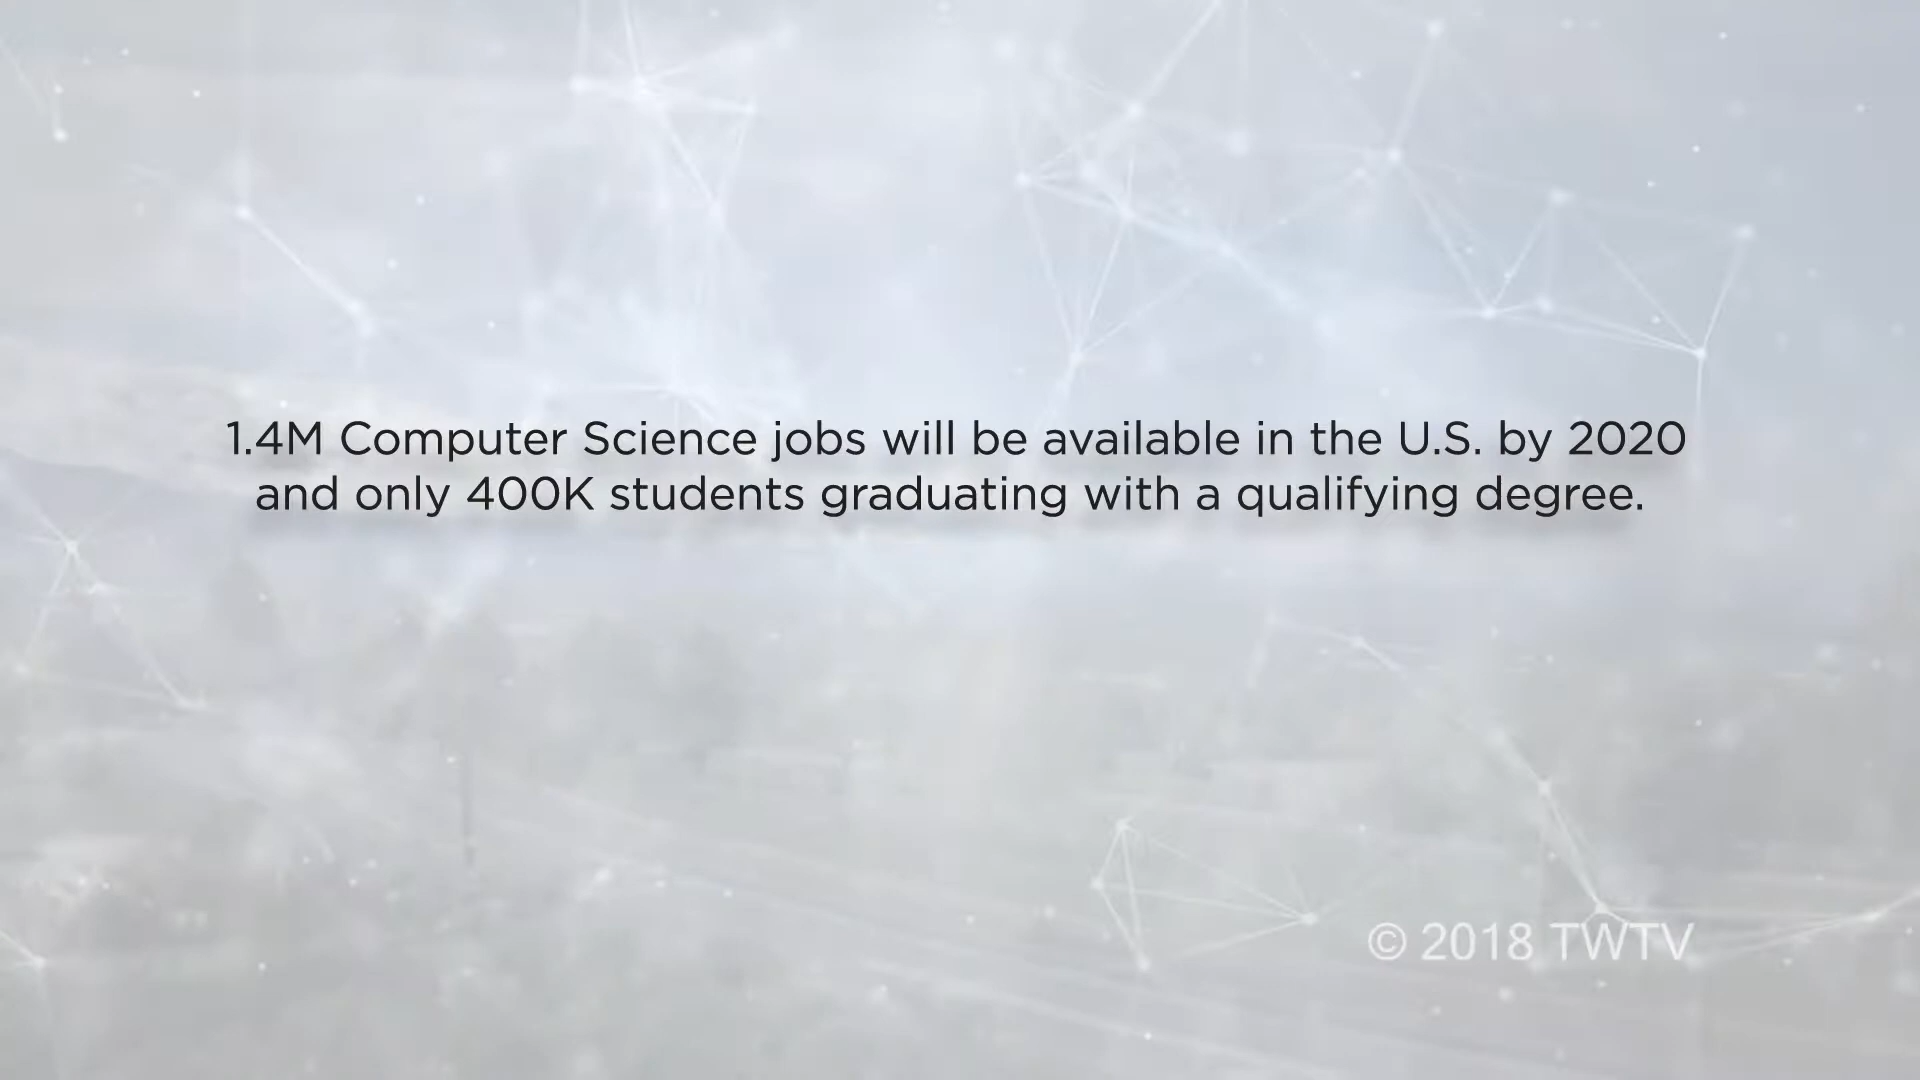 1.4M Computer Science jobs will be available in the U.S. by 2020
and only 400K students graduating with a qualifying degree.
© 2018 TWTV